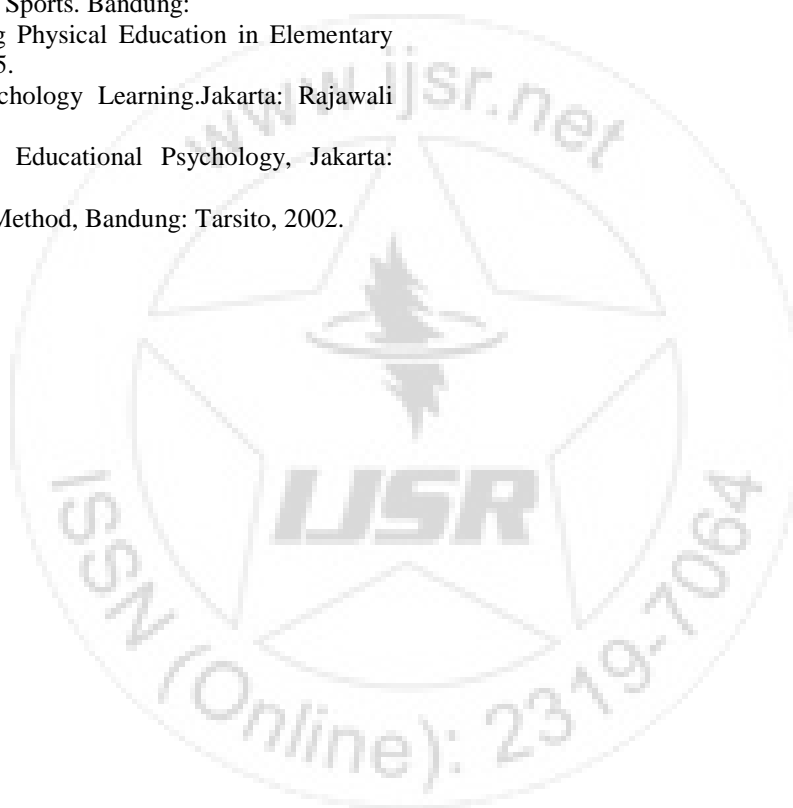 Sports. Bandung:
g Physical Education in Elementary
5.
chology Learning.Jakarta: Rajawali
Educational Psychology, Jakarta:
Method, Bandung: Tarsito, 2002.
www.ijsr.net
IJSR
ISSN (Online): 2319-7064